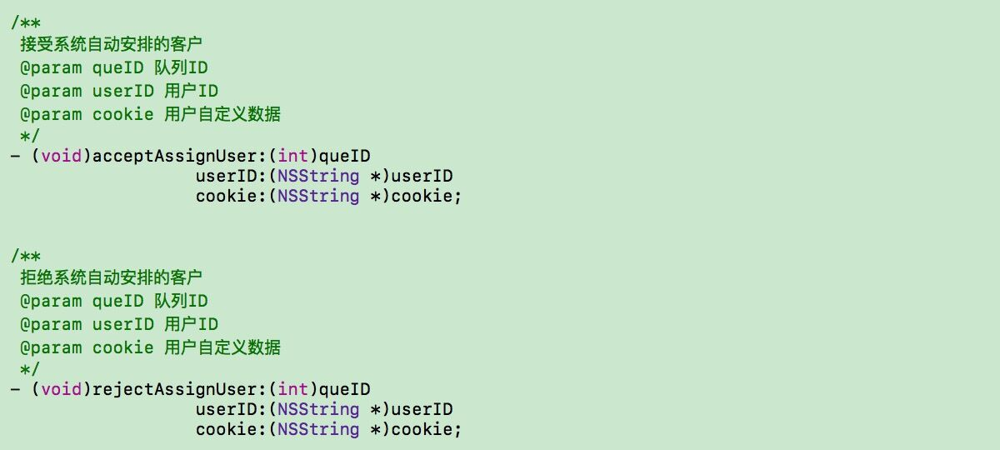 /**
 接受系统自动安排的客户
 @param queID 队列ID
 @param userID 用户ID
 @param cookie 用户自定义数据
 */
- (void)acceptAssignUser:(int)queID
                  userID:(NSString *)userID
                  cookie:(NSString *)cookie;
/**
 拒绝系统自动安排的客户
 @param queID 队列ID
 @param userID 用户ID
 @param cookie 用户自定义数据
 */
- (void)rejectAssignUser:(int)queID
                  userID:(NSString *)userID
                  cookie:(NSString *)cookie;